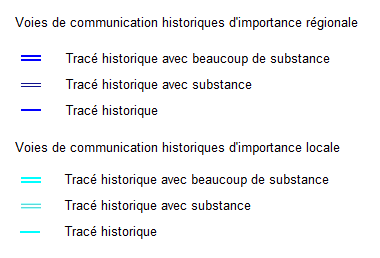 Voies de communication historiques d'importance régionale
Tracé historique avec beaucoup de substance
Tracé historique avec substance
Tracé historique
Voies de communication historiques d'importance locale
Tracé historique avec beaucoup de substance
Tracé historique avec substance
Tracé historique